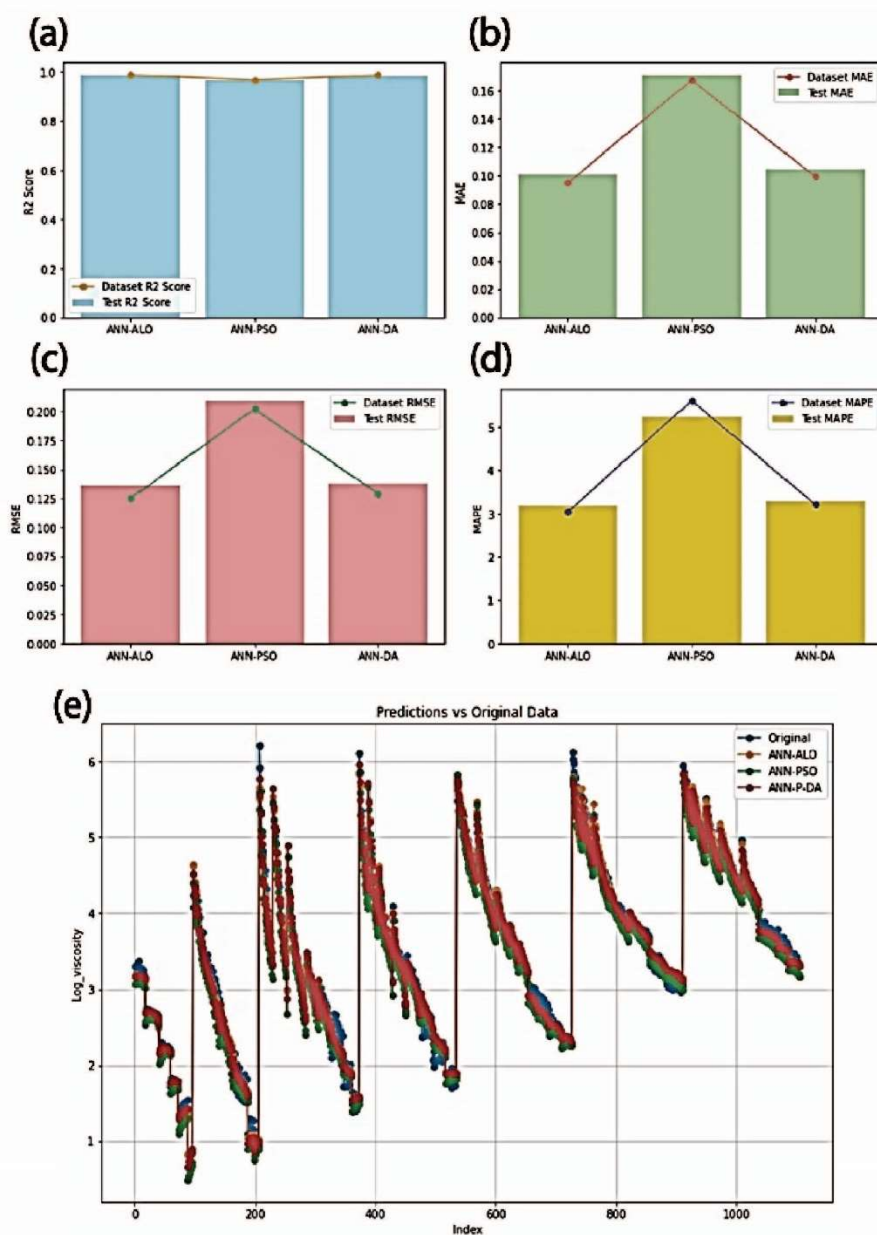 (a)
1.0
0.8
0.6
0.4
0.2
0.0
R2 Score
Dataset R2 Score
Test R2 Score
ANN-ALO ANN-PSO ANN-DA
(b)
0.16
0.14
0.12
0.10
0.08
0.06
0.04
0.02
0.00
MAE
Dataset MAE
Test MAE
ANN-ALO ANN-PSO ANN-DA
(c)
0.200
0.175
0.150
0.125
0.100
0.075
0.050
0.025
0.000
RMSE
Dataset RMSE
Test RMSE
ANN-ALO ANN-PSO ANN-DA
(d)
5
4
3
2
1
0
MAPE
Dataset MAPE
Test MAPE
ANN-ALO ANN-PSO ANN-DA
(e)
Predictions vs Original Data
6
5
4
3
2
1
Log_viscosity
Original
ANN-ALO
ANN-PSO
ANN-P-DA
0 200 400 600 800 1000
Index